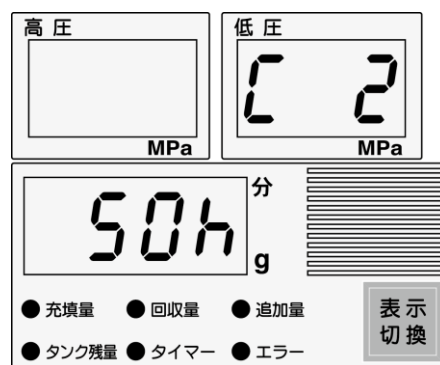 高圧
低圧
C 2
MPa
MPa
50h
分
g
充填量 回収量 追加量
タンク残量 タイマー エラー
表示
切換